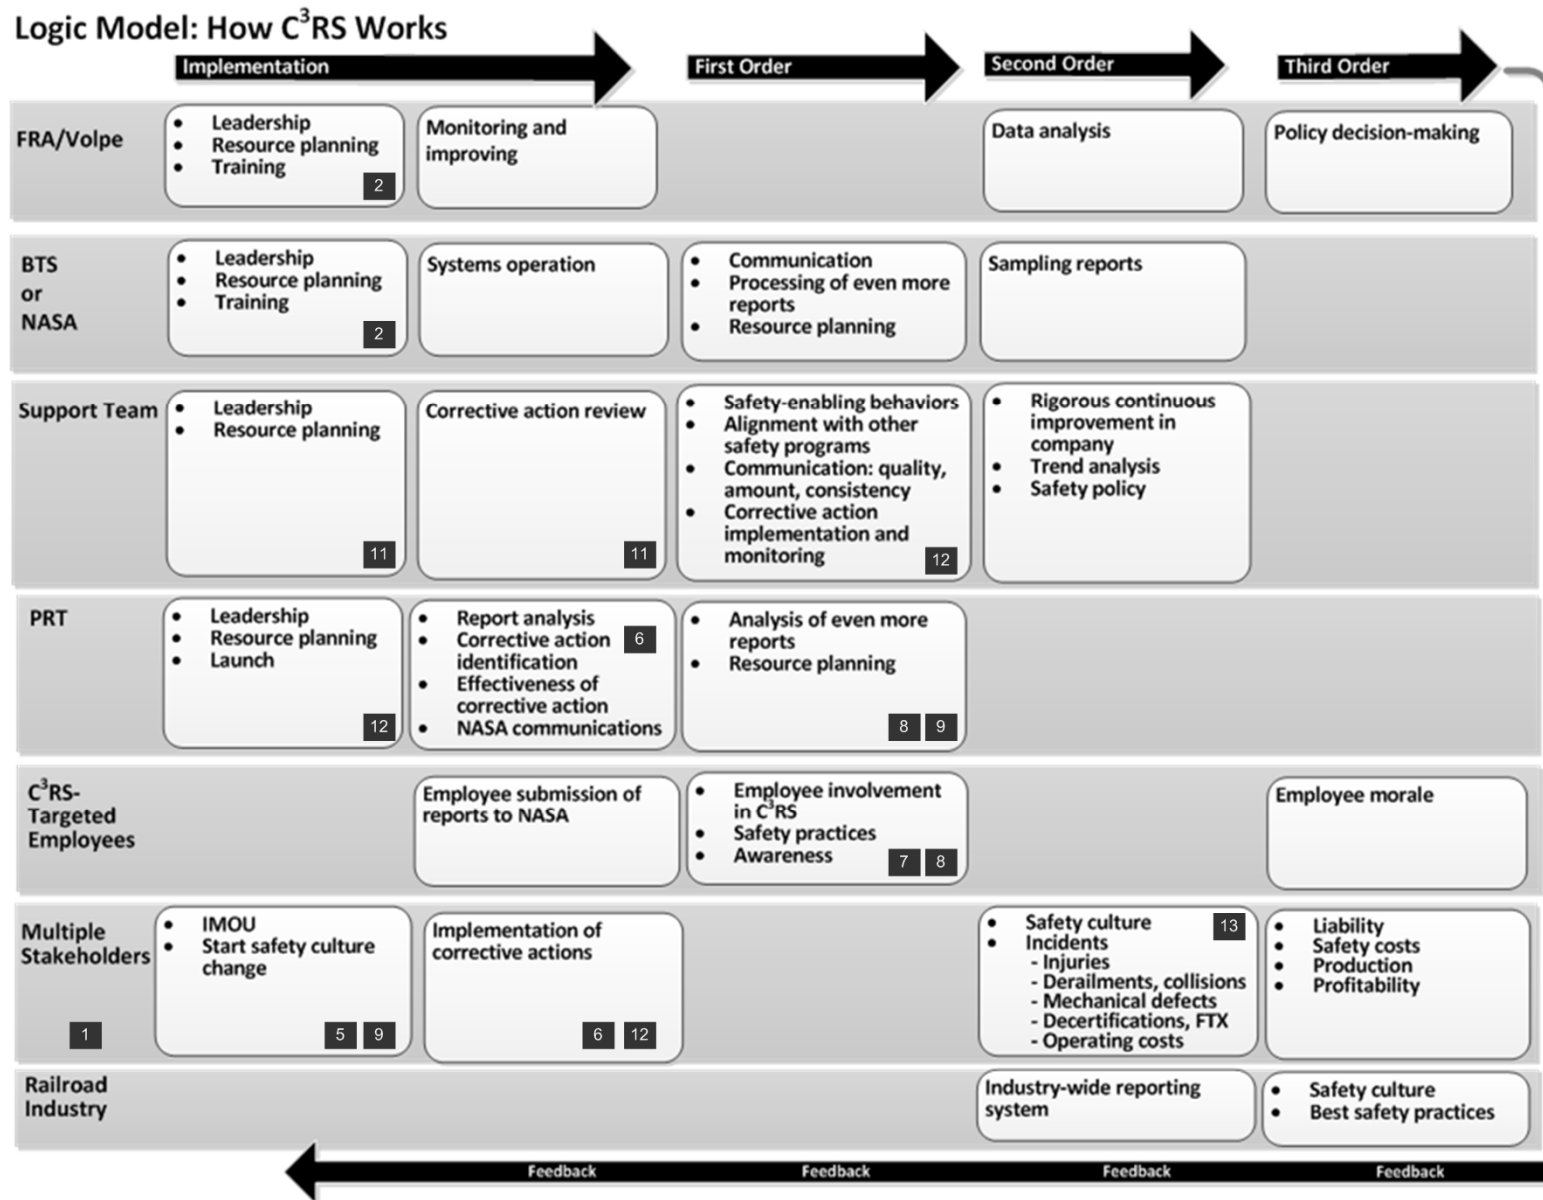 Logic Model: How C³RS Works
Implementation
First Order
Second Order
Third Order
FRA/Volpe
• Leadership
• Resource planning
• Training
2
Monitoring and
improving
Data analysis
Policy decision-making
BTS
or
NASA
• Leadership
• Resource planning
• Training
2
Systems operation
• Communication
• Processing of even more
reports
• Resource planning
Sampling reports
Support Team
• Leadership
• Resource planning
11
Corrective action review
11
• Safety-enabling behaviors
• Alignment with other
safety programs
• Communication: quality,
amount, consistency
• Corrective action
implementation and
monitoring
12
• Rigorous continuous
improvement in
company
• Trend analysis
• Safety policy
PRT
• Leadership
• Resource planning
• Launch
12
• Report analysis
• Corrective action 6
identification
• Effectiveness of
corrective action
• NASA communications
• Analysis of even more
reports
• Resource planning
8 9
C³RS-
Targeted
Employees
Employee submission of
reports to NASA
• Employee involvement
in C³RS
• Safety practices
• Awareness
7 8
Employee morale
Multiple
Stakeholders
1
• IMOU
• Start safety culture
change
5 9
Implementation of
corrective actions
6 12
• Safety culture 13
• Incidents
- Injuries
- Derailments, collisions
- Mechanical defects
- Decertifications, FTX
- Operating costs
• Liability
• Safety costs
• Production
• Profitability
Railroad
Industry
Industry-wide reporting
system
• Safety culture
• Best safety practices
Feedback Feedback Feedback Feedback